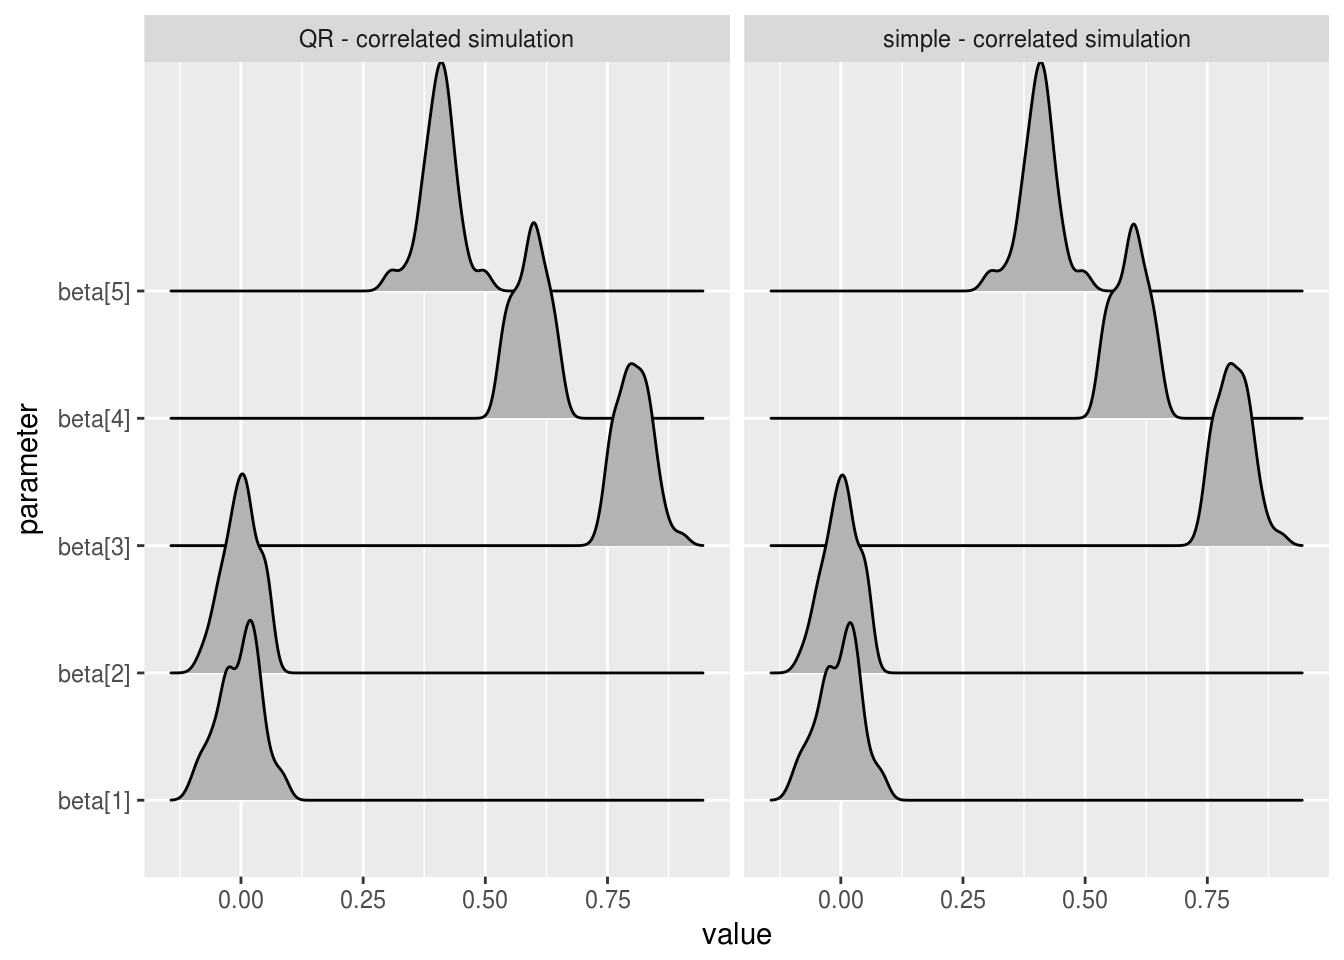 QR - correlated simulation
simple - correlated simulation
parameter
beta[5]
beta[4]
beta[3]
beta[2]
beta[1]
0.00 0.25 0.50 0.75
0.00 0.25 0.50 0.75
value